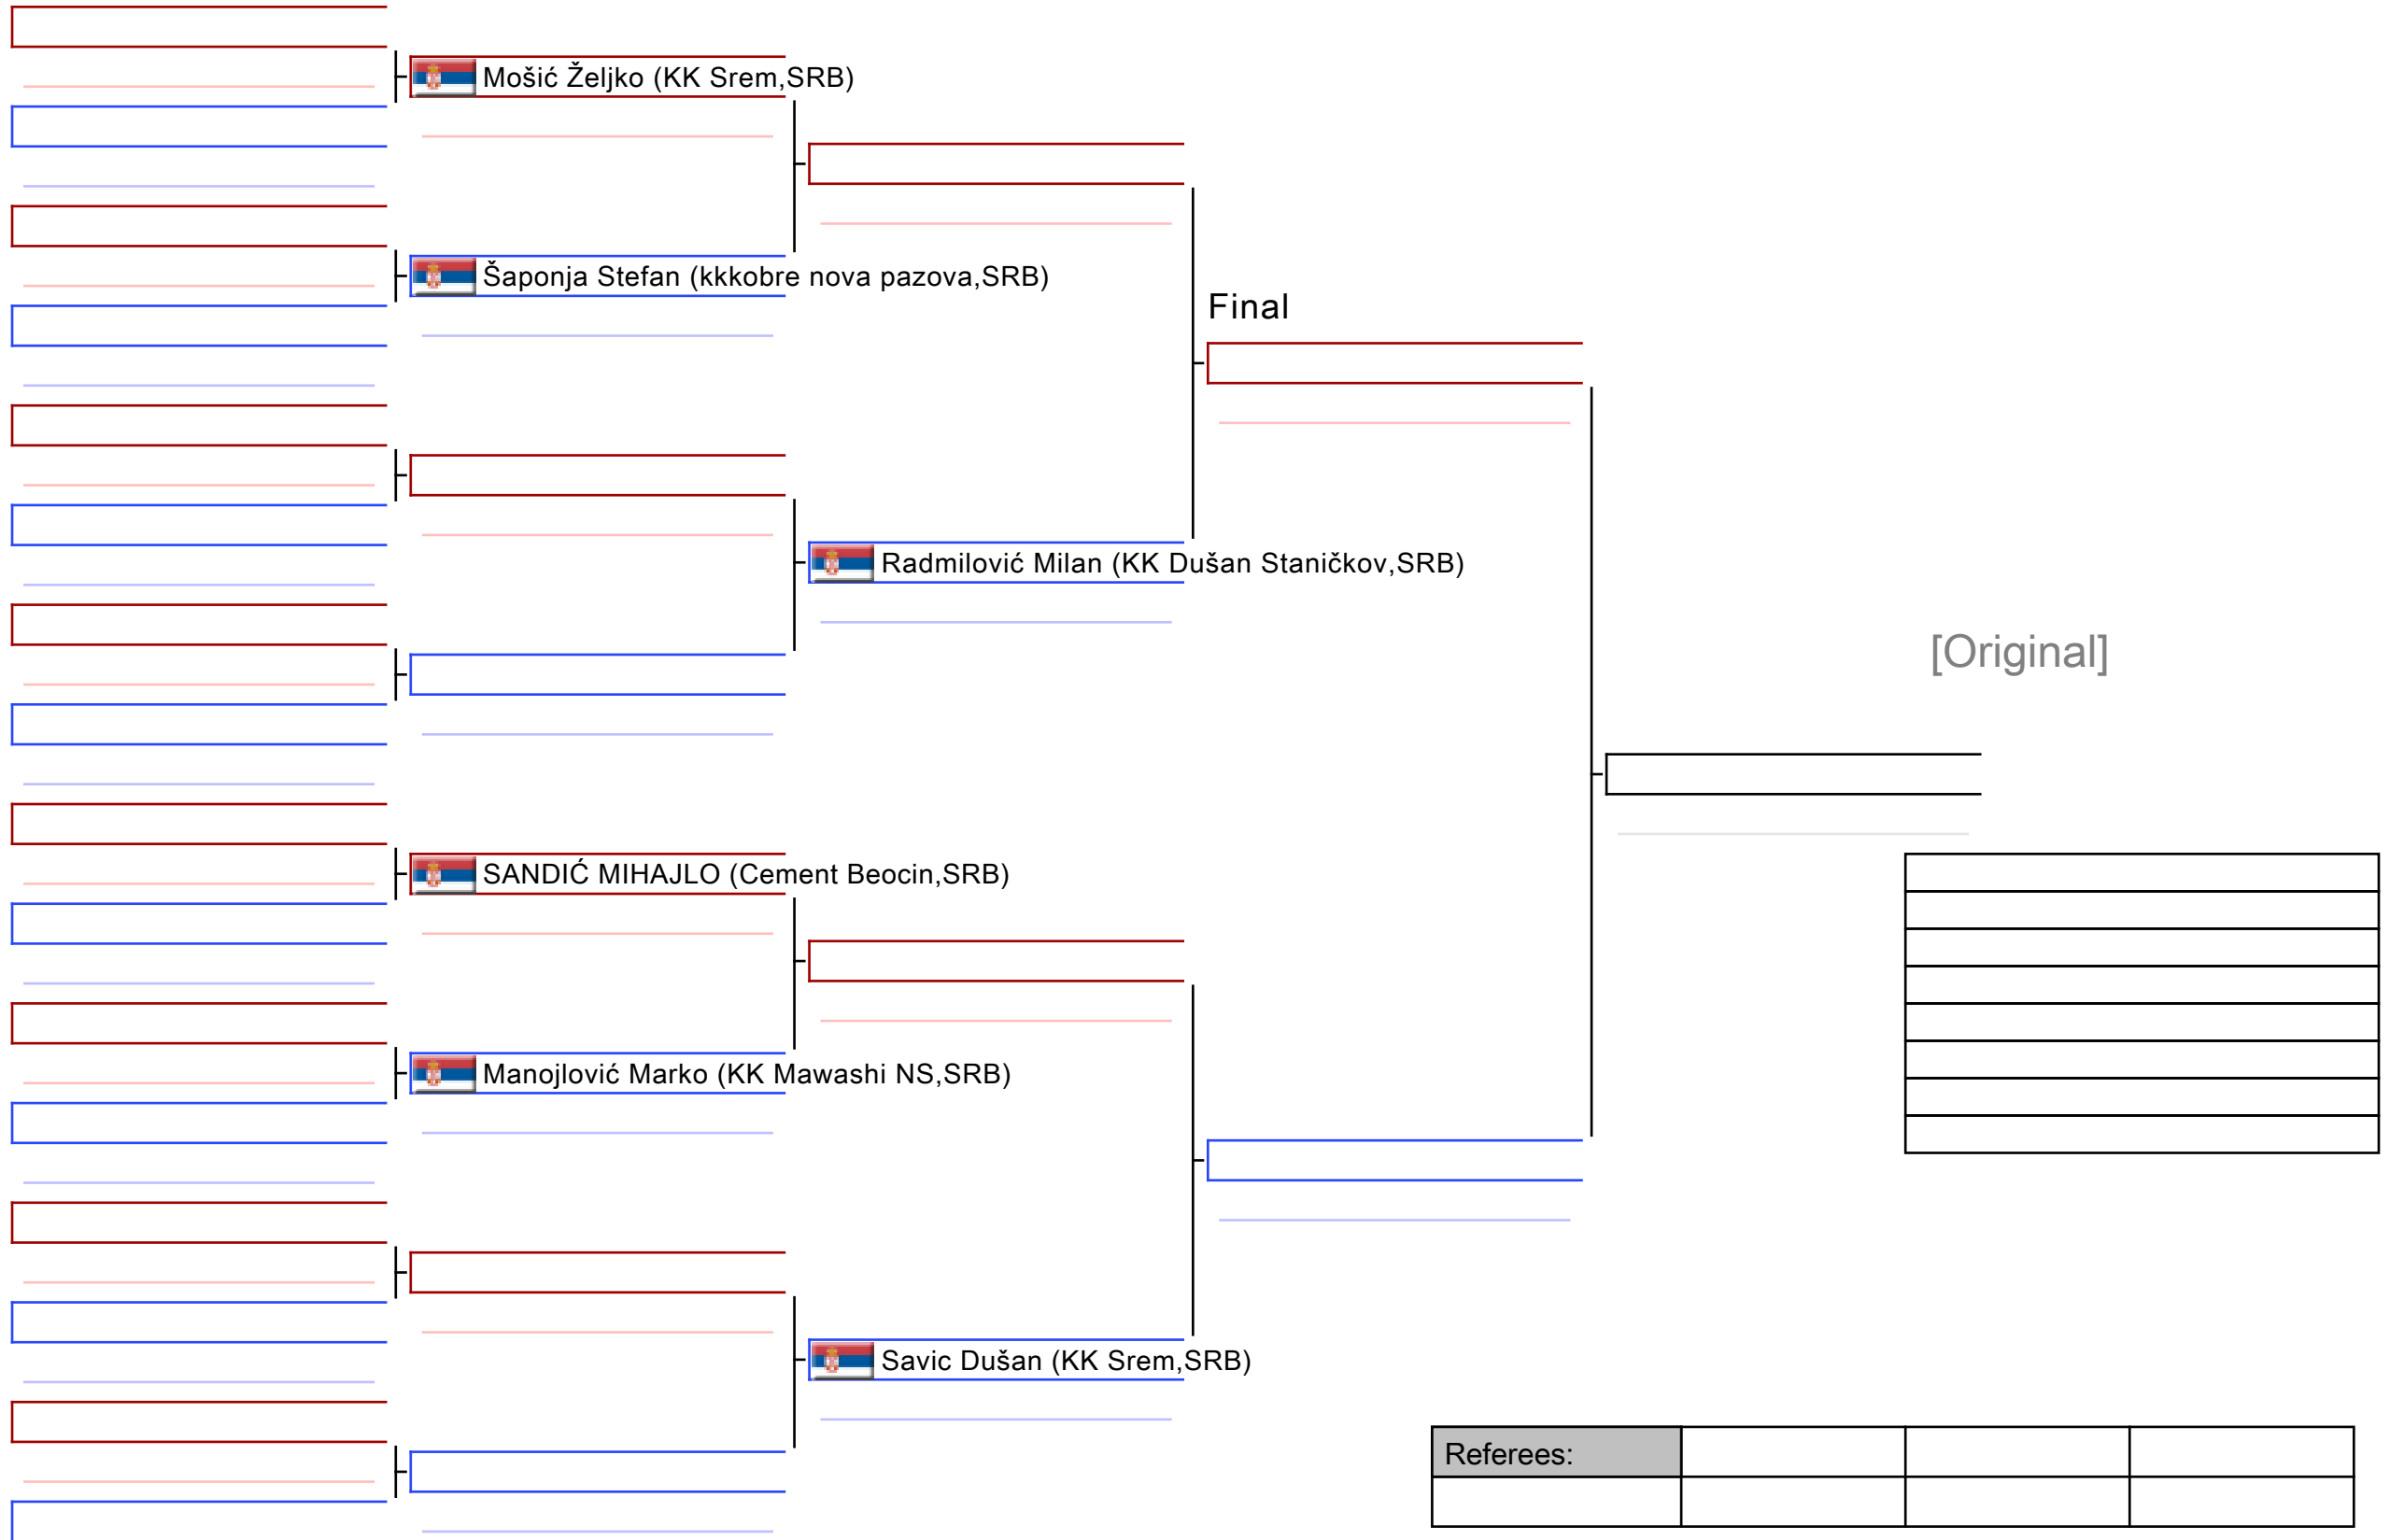 Mošić Željko (KK Srem,SRB)
Šaponja Stefan (kkkobre nova pazova,SRB)
Final
Radmilović Milan (KK Dušan Staničkov,SRB)
[Original]
SANDIĆ MIHAJLO (Cement Beocin,SRB)
Manojlović Marko (KK Mawashi NS,SRB)
Savic Dušan (KK Srem,SRB)
Referees: